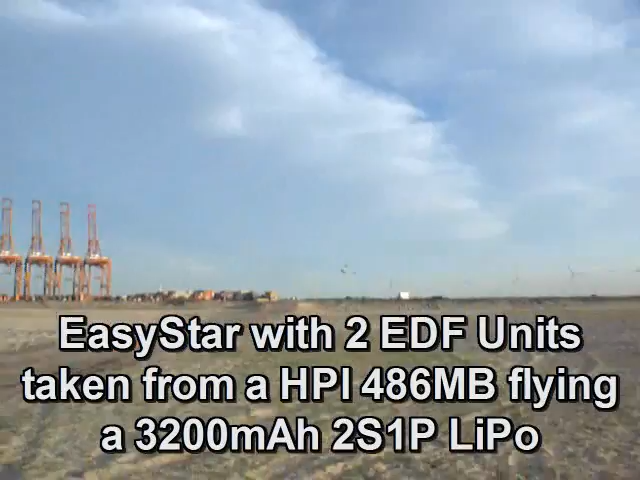 EasyStar with 2 EDF Units
taken from a HPI 486MB flying
a 3200mAh 2S1P LiPo